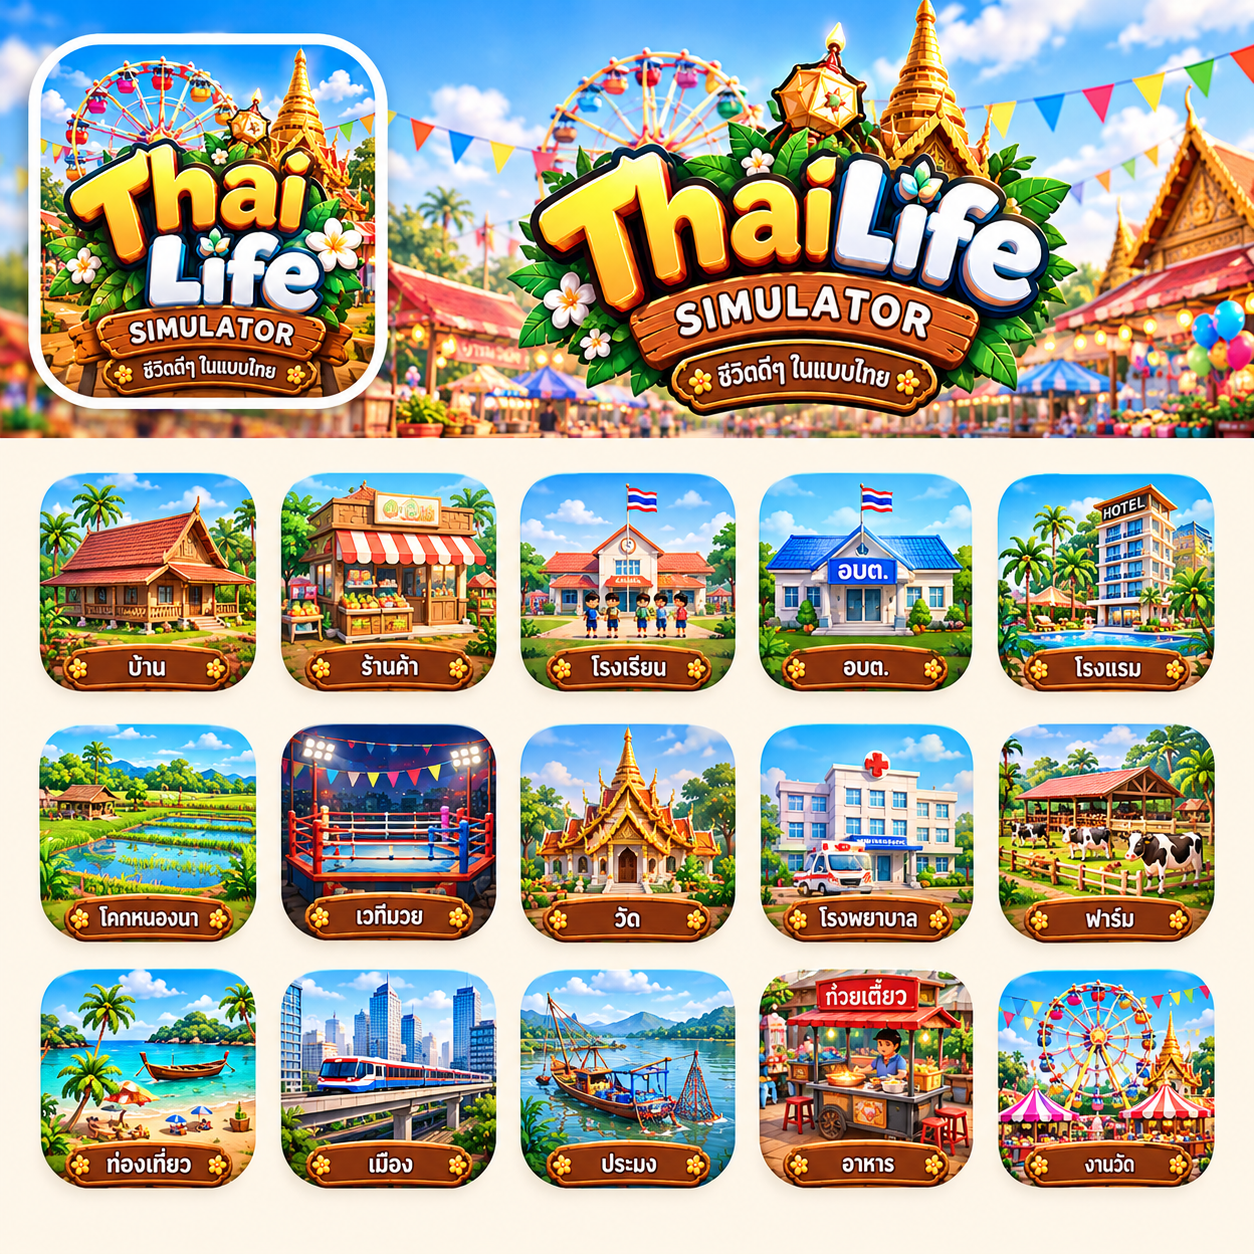 Thai
Life
SIMULATOR
ชีวิตดีๆ ในแบบไทย
ThaiLife
SIMULATOR
ชีวิตดีๆ ในแบบไทย
บ้าน
ร้านค้า
โรงเรียน
อบต.
อบต.
HOTEL
โรงแรม
โคกหนองนา
เวทีมวย
วัด
โรงพยาบาล
ฟาร์ม
ท่องเที่ยว
เมือง
ประมง
ก๋วยเตี๋ยว
อาหาร
งานวัด